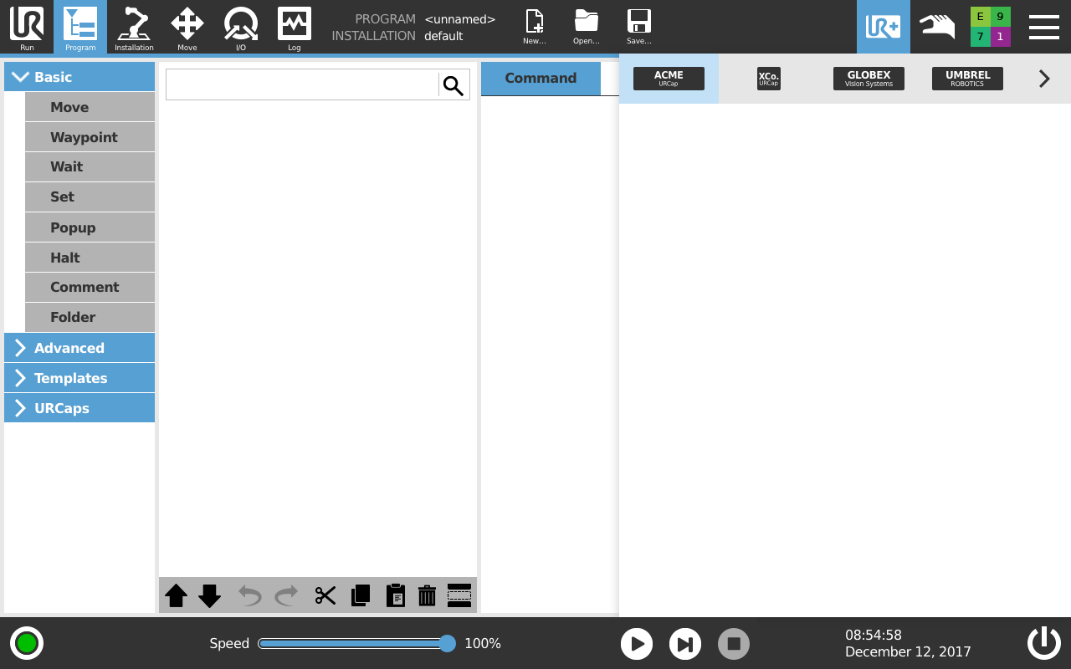 UR
Run
Program
Installation
Move
I/O
Log
PROGRAM <unnamed>
INSTALLATION default
New...
Open...
Save...
UR+
E 9
7 1
Basic
Move
Waypoint
Wait
Set
Popup
Halt
Comment
Folder
Advanced
Templates
URCaps
Command
ACME
URCap
XCo.
URCap
GLOBEX
Vision Systems
UMBREL
ROBOTICS
Speed 100%
08:54:58
December 12, 2017